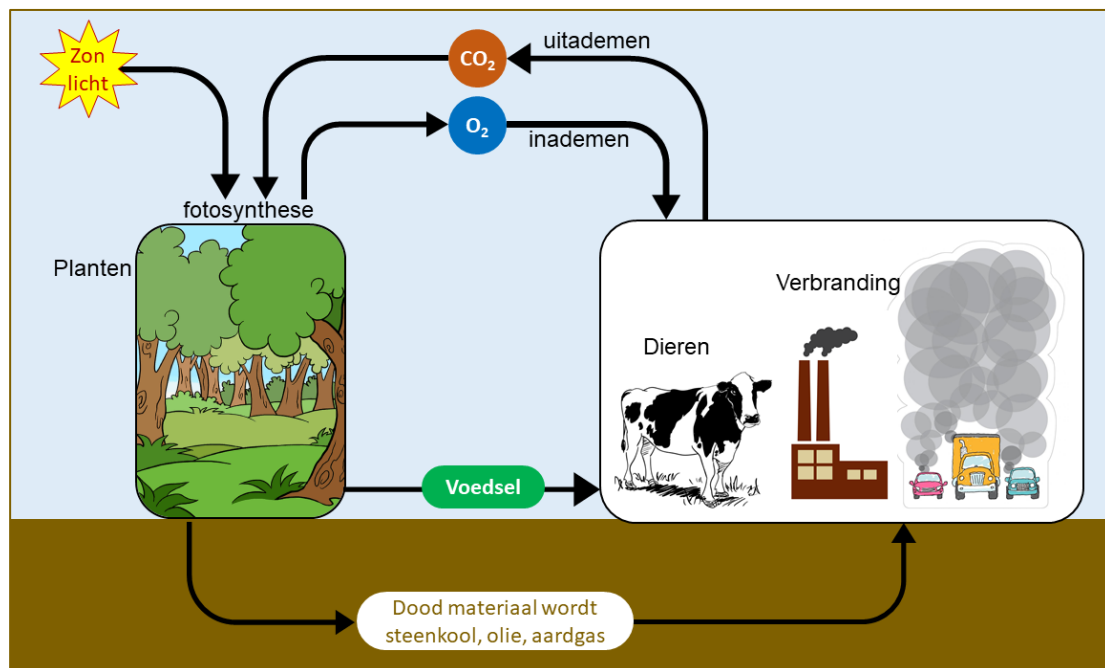 Zon
licht
CO₂
uitademen
O₂
inademen
fotosynthese
Planten
Verbranding
Dieren
Voedsel
Dood materiaal wordt
steenkool, olie, aardgas